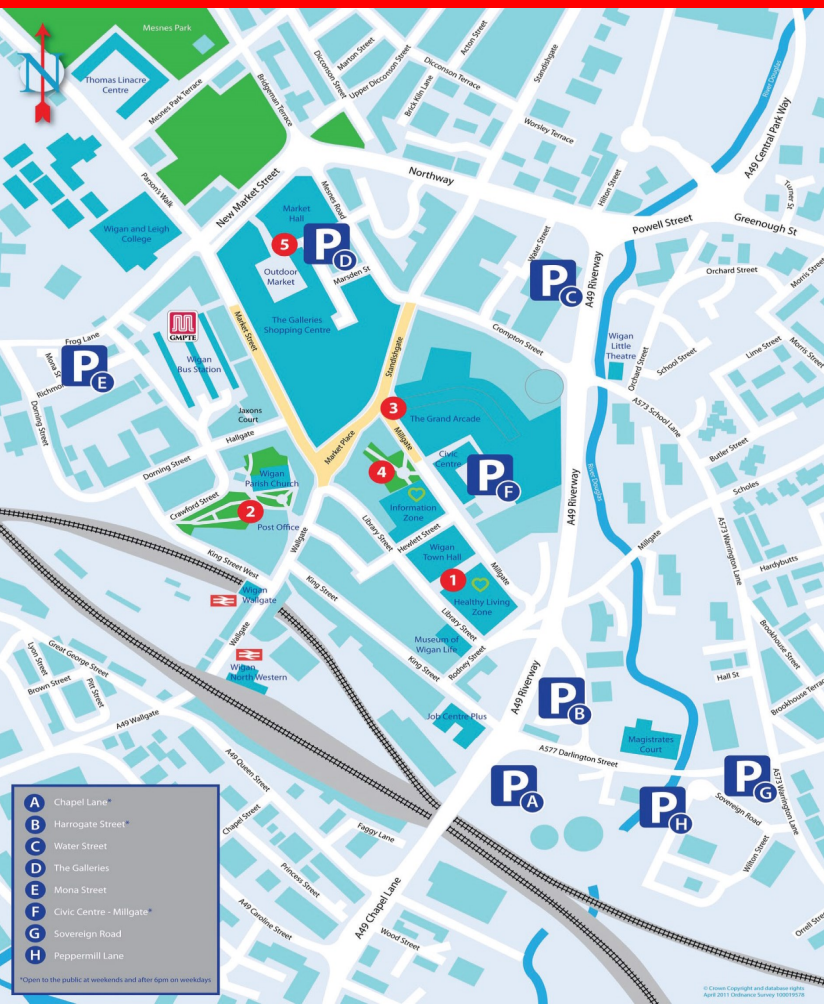 Mesnes Park
N
Thomas Linacre
Centre
Mesnes Park Terrace
Bridgeman Terrace
Dicconson Street
Marton Street
Upper Dicconson Street
Dicconson Terrace
Acton Street
Brick Kiln Lane
Standishgate
Worsley Terrace
River Douglas
A49 Central Park Way
Parson's Walk
New Market Street
Northway
Mesnes Road
Hilton Street
Turner St
Powell Street
Greenough St
Wigan and Leigh
College
Market
Hall
5
P
D
Outdoor
Market
Marsden St
Water Street
P
C
A49 Riverway
Orchard Street
Morris Street
GMPTE
The Galleries
Shopping Centre
Market Street
Standishgate
Crompton Street
Wigan
Little
Theatre
Orchard Street
School Street
Lime Street
Morris Street
Frog Lane
Mona St
P
E
Wigan
Bus Station
Dorning Street
Jaxons
Court
Hallgate
3
The Grand Arcade
A573 School Lane
Butler Street
Market Place
Millgate
Dorning Street
Wigan
Parish Church
4
Civic
Centre
P
F
River Douglas
Scholes
Crawford Street
2
Post Office
Information
Zone
A49 Riverway
Wallgate
Library Street
Hewlett Street
Millgate
A573 Warrington Lane
King Street West
Wigan
Town Hall
Hardybutts
King Street
Wigan
Wallgate
1
Millgate
Healthy Living
Zone
Library Street
Brookhouse Street
Wallgate
Museum of
Wigan Life
Lyon Street
Great George Street
Wigan
North Western
King Street
Rodney Street
Hall St
Brown Street
Pitt Street
A49 Riverway
P
B
Brookhouse Terrace
A49 Wallgate
Job Centre Plus
Magistrates
Court
A577 Darlington Street
A49 Queen Street
P
A
P
G
A573 Warrington Lane
P
H
Sovereign Road
Chapel Street
Faggy Lane
Wilton Street
Princess Street
A49 Chapel Lane
A49 Caroline Street
Wood Street
Orrell Street
A Chapel Lane*
B Harrogate Street*
C Water Street
D The Galleries
E Mona Street
F Civic Centre - Millgate*
G Sovereign Road
H Peppermill Lane
*Open to the public at weekends and after 6pm on weekdays
© Crown Copyright and database rights
April 2011 Ordnance Survey 100019578